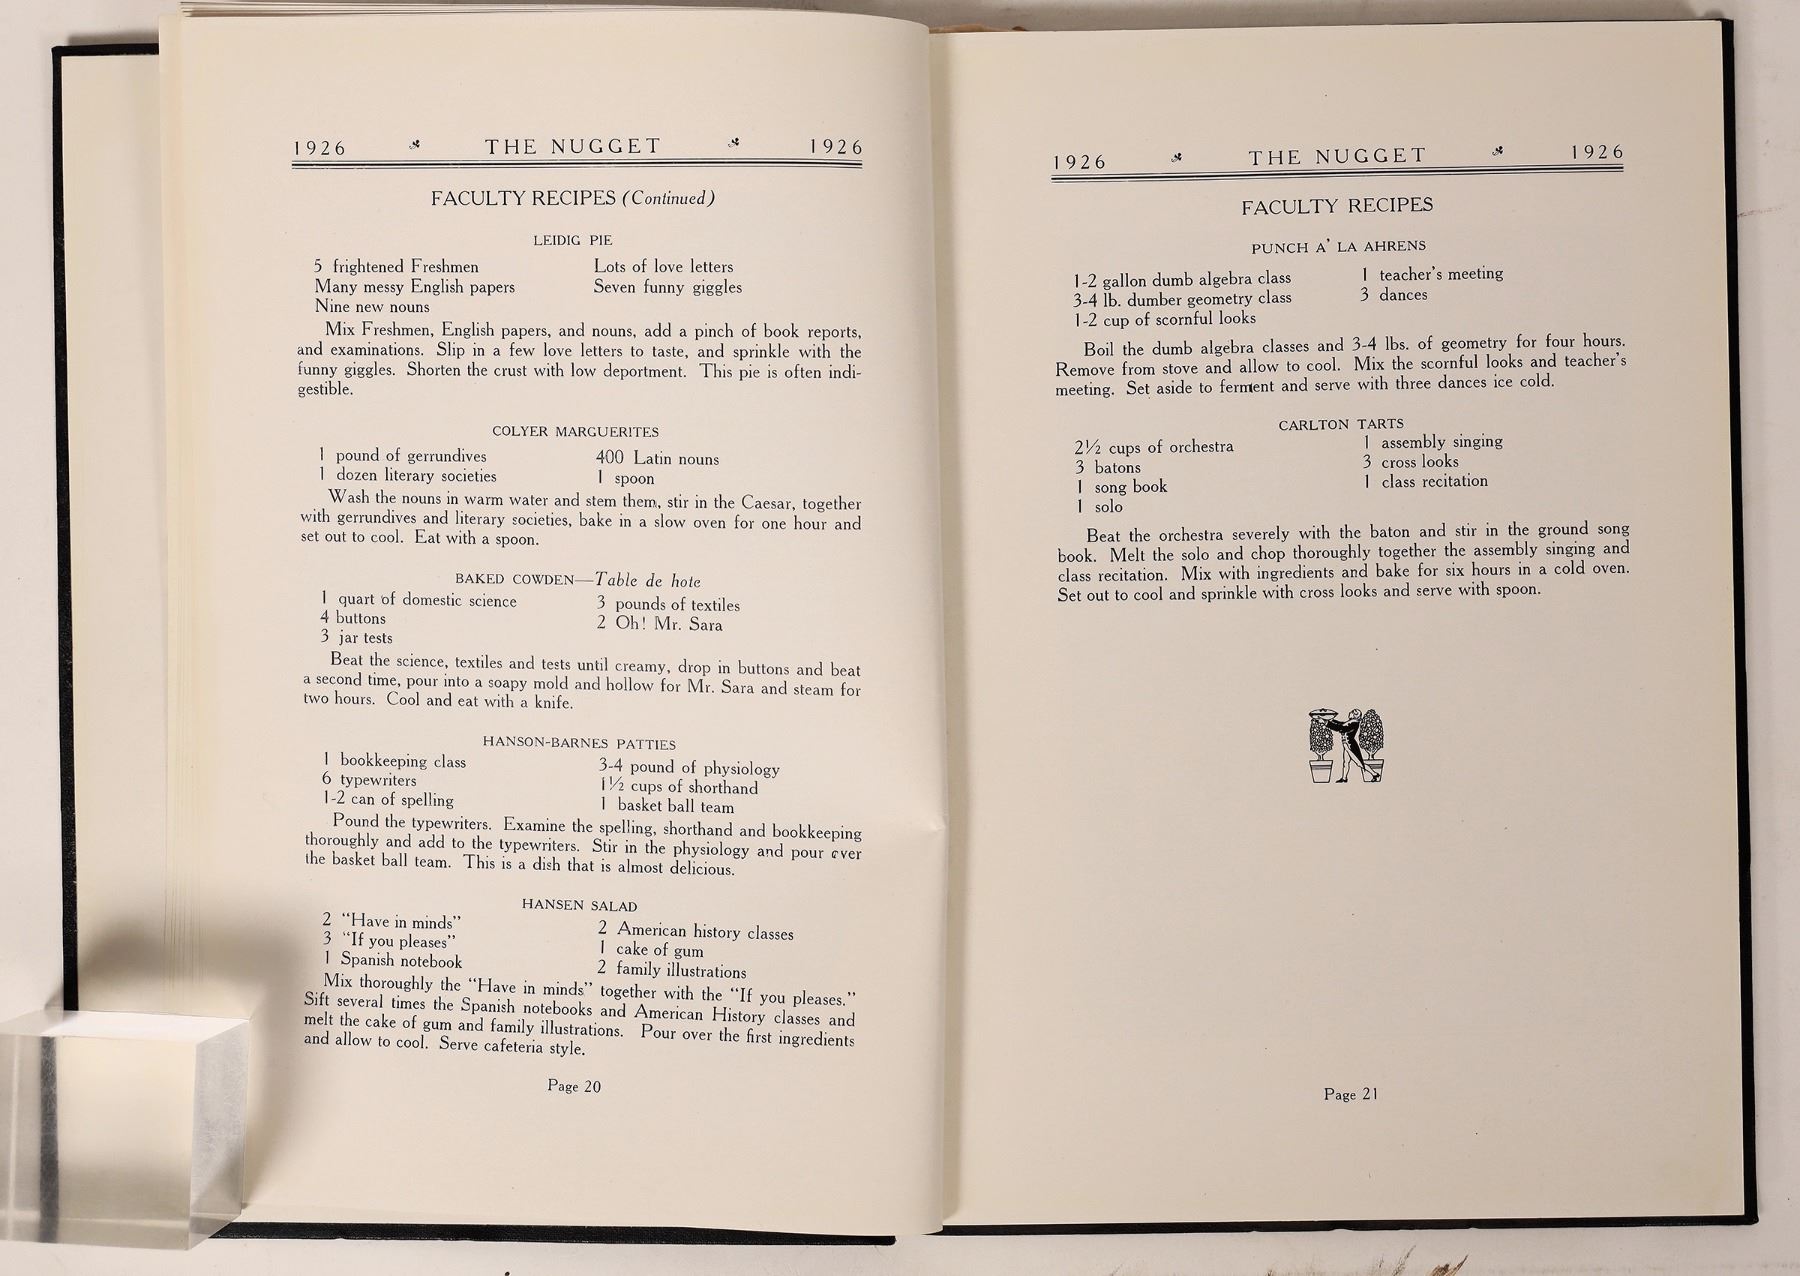 1926 THE NUGGET 1926
FACULTY RECIPES (Continued)
LEIDIG PIE
5 frightened Freshmen
Many messy English papers
Nine new nouns
Lots of love letters
Seven funny giggles
Mix Freshmen, English papers, and nouns, add a pinch of book reports,
and examinations. Slip in a few love letters to taste, and sprinkle with the
funny giggles. Shorten the crust with low deportment. This pie is often indi-
gestible.
COLYER MARGUERITES
1 pound of gerrundives
1 dozen literary societies
400 Latin nouns
1 spoon
Wash the nouns in warm water and stem them, stir in the Caesar, together
with gerrundives and literary societies, bake in a slow oven for one hour and
set out to cool. Eat with a spoon.
BAKED COWDEN—Table de hote
1 quart of domestic science
4 buttons
3 jar tests
3 pounds of textiles
2 Oh! Mr. Sara
Beat the science, textiles and tests until creamy, drop in buttons and beat
a second time, pour into a soapy mold and hollow for Mr. Sara and steam for
two hours. Cool and eat with a knife.
HANSON-BARNES PATTIES
1 bookkeeping class
6 typewriters
1-2 can of spelling
3-4 pound of physiology
1½ cups of shorthand
1 basket ball team
Pound the typewriters. Examine the spelling, shorthand and bookkeeping
thoroughly and add to the typewriters. Stir in the physiology and pour over
the basket ball team. This is a dish that is almost delicious.
HANSEN SALAD
2 "Have in minds"
3 "If you pleases"
1 Spanish notebook
2 American history classes
1 cake of gum
2 family illustrations
Mix thoroughly the "Have in minds" together with the "If you pleases."
Sift several times the Spanish notebooks and American History classes and
melt the cake of gum and family illustrations. Pour over the first ingredients
and allow to cool. Serve cafeteria style.
Page 20
1926 THE NUGGET 1926
FACULTY RECIPES
PUNCH A' LA AHRENS
1-2 gallon dumb algebra class
3-4 lb. dumber geometry class
1-2 cup of scornful looks
1 teacher's meeting
3 dances
Boil the dumb algebra classes and 3-4 lbs. of geometry for four hours.
Remove from stove and allow to cool. Mix the scornful looks and teacher's
meeting. Set aside to ferment and serve with three dances ice cold.
CARLTON TARTS
2½ cups of orchestra
3 batons
1 song book
1 solo
1 assembly singing
3 cross looks
1 class recitation
Beat the orchestra severely with the baton and stir in the ground song
book. Melt the solo and chop thoroughly together the assembly singing and
class recitation. Mix with ingredients and bake for six hours in a cold oven.
Set out to cool and sprinkle with cross looks and serve with spoon.
Page 21